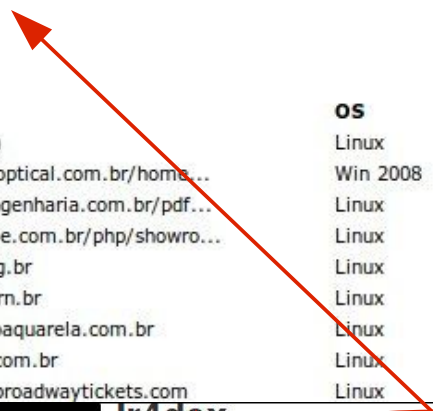 OS
Linux
optical.com.br/home... Win 2008
genharia.com.br/pdf... Linux
e.com.br/php/showro... Linux
g.br Linux
rn.br Linux
oaquarela.com.br Linux
com.br Linux
broadwaytickets.com Linux